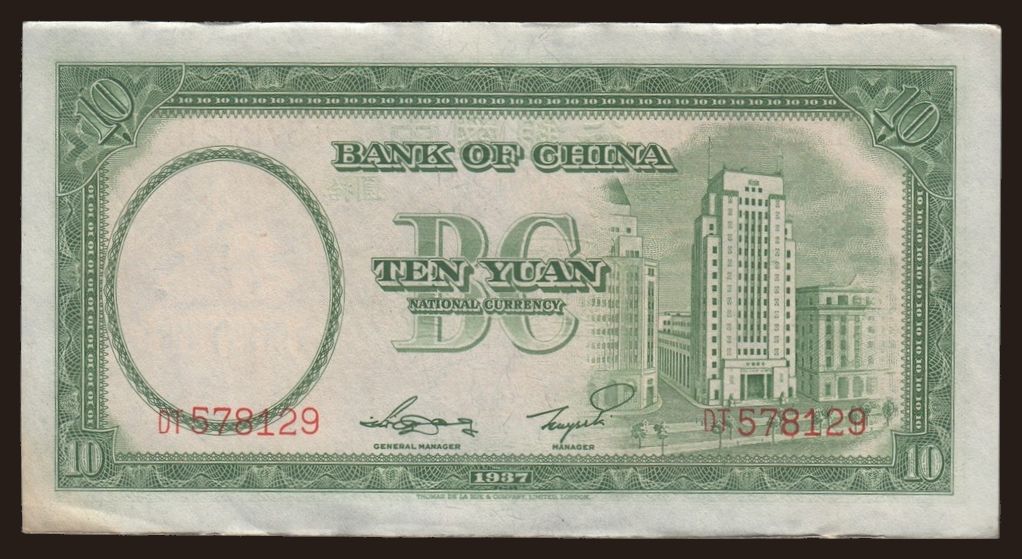 10 10
BANK OF CHINA
BC
TEN YUAN
NATIONAL CURRENCY
DT 578129 DT 578129
GENERAL MANAGER MANAGER
10 1937 10
THOMAS DE LA RUE & COMPANY, LIMITED, LONDON.